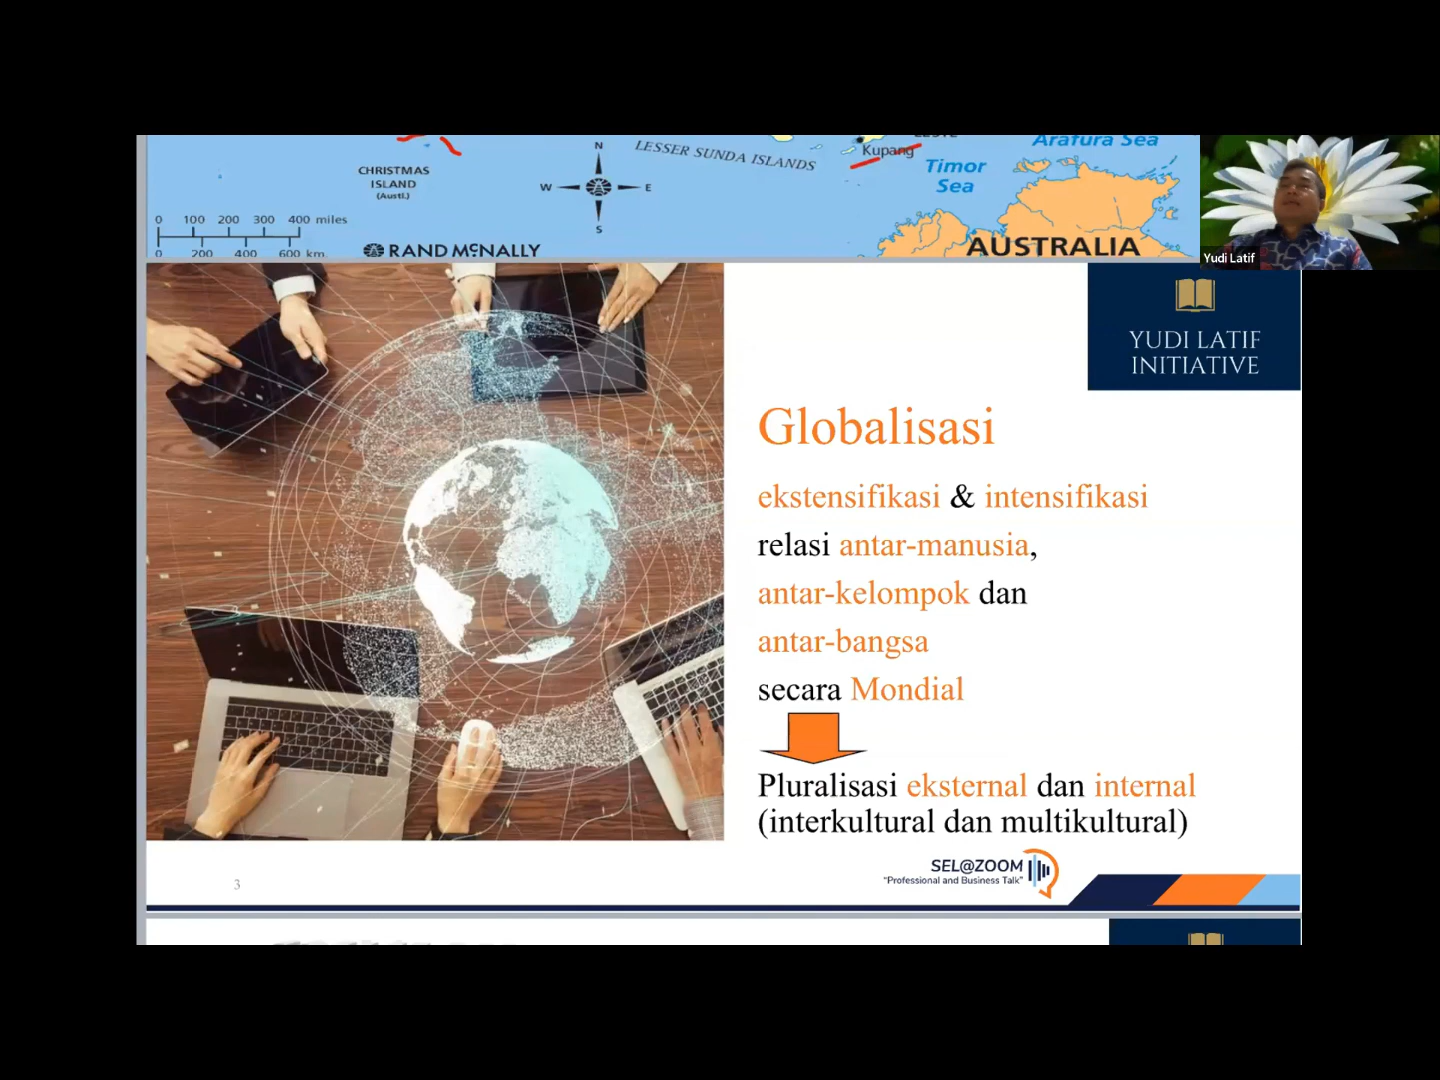 LESSER SUNDA ISLANDS
Kupang
Arafura Sea
Timor
Sea
CHRISTMAS
ISLAND
(Austl.)
N
W E
S
0 100 200 300 400 miles
0 200 400 600 km.
RAND MCNALLY
AUSTRALIA
Yudi Latif
YUDI LATIF
INITIATIVE
Globalisasi
ekstensifikasi & intensifikasi
relasi antar-manusia,
antar-kelompok dan
antar-bangsa
secara Mondial
Pluralisasi eksternal dan internal
(interkultural dan multikultural)
SEL@ZOOM
"Professional and Business Talk"
3